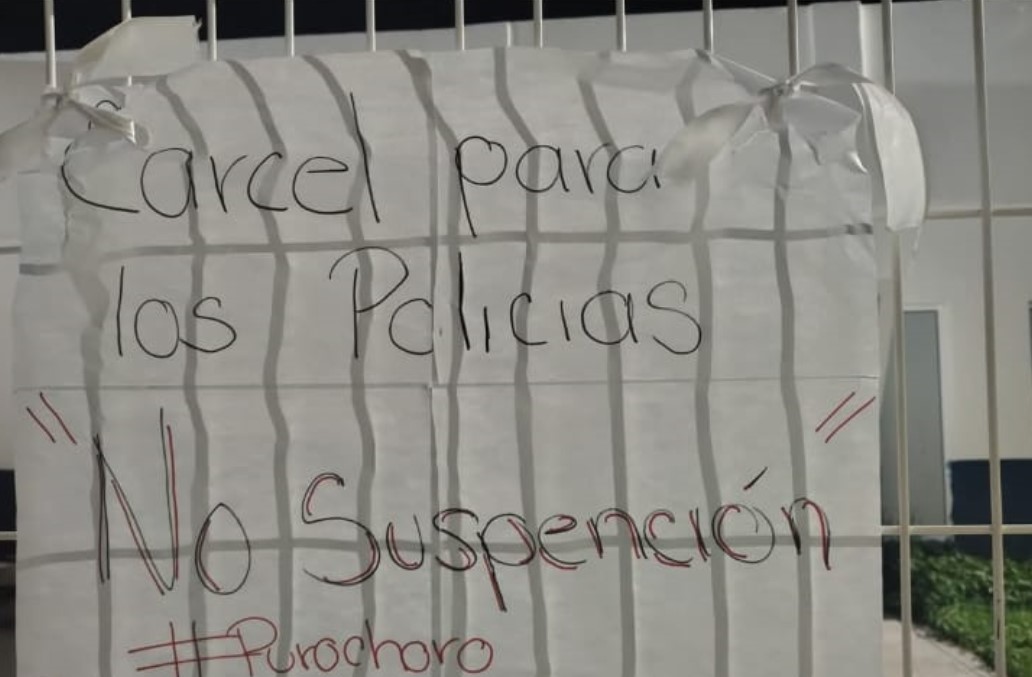 Carcel para
los Policias
"No Suspención"
#Purochoro